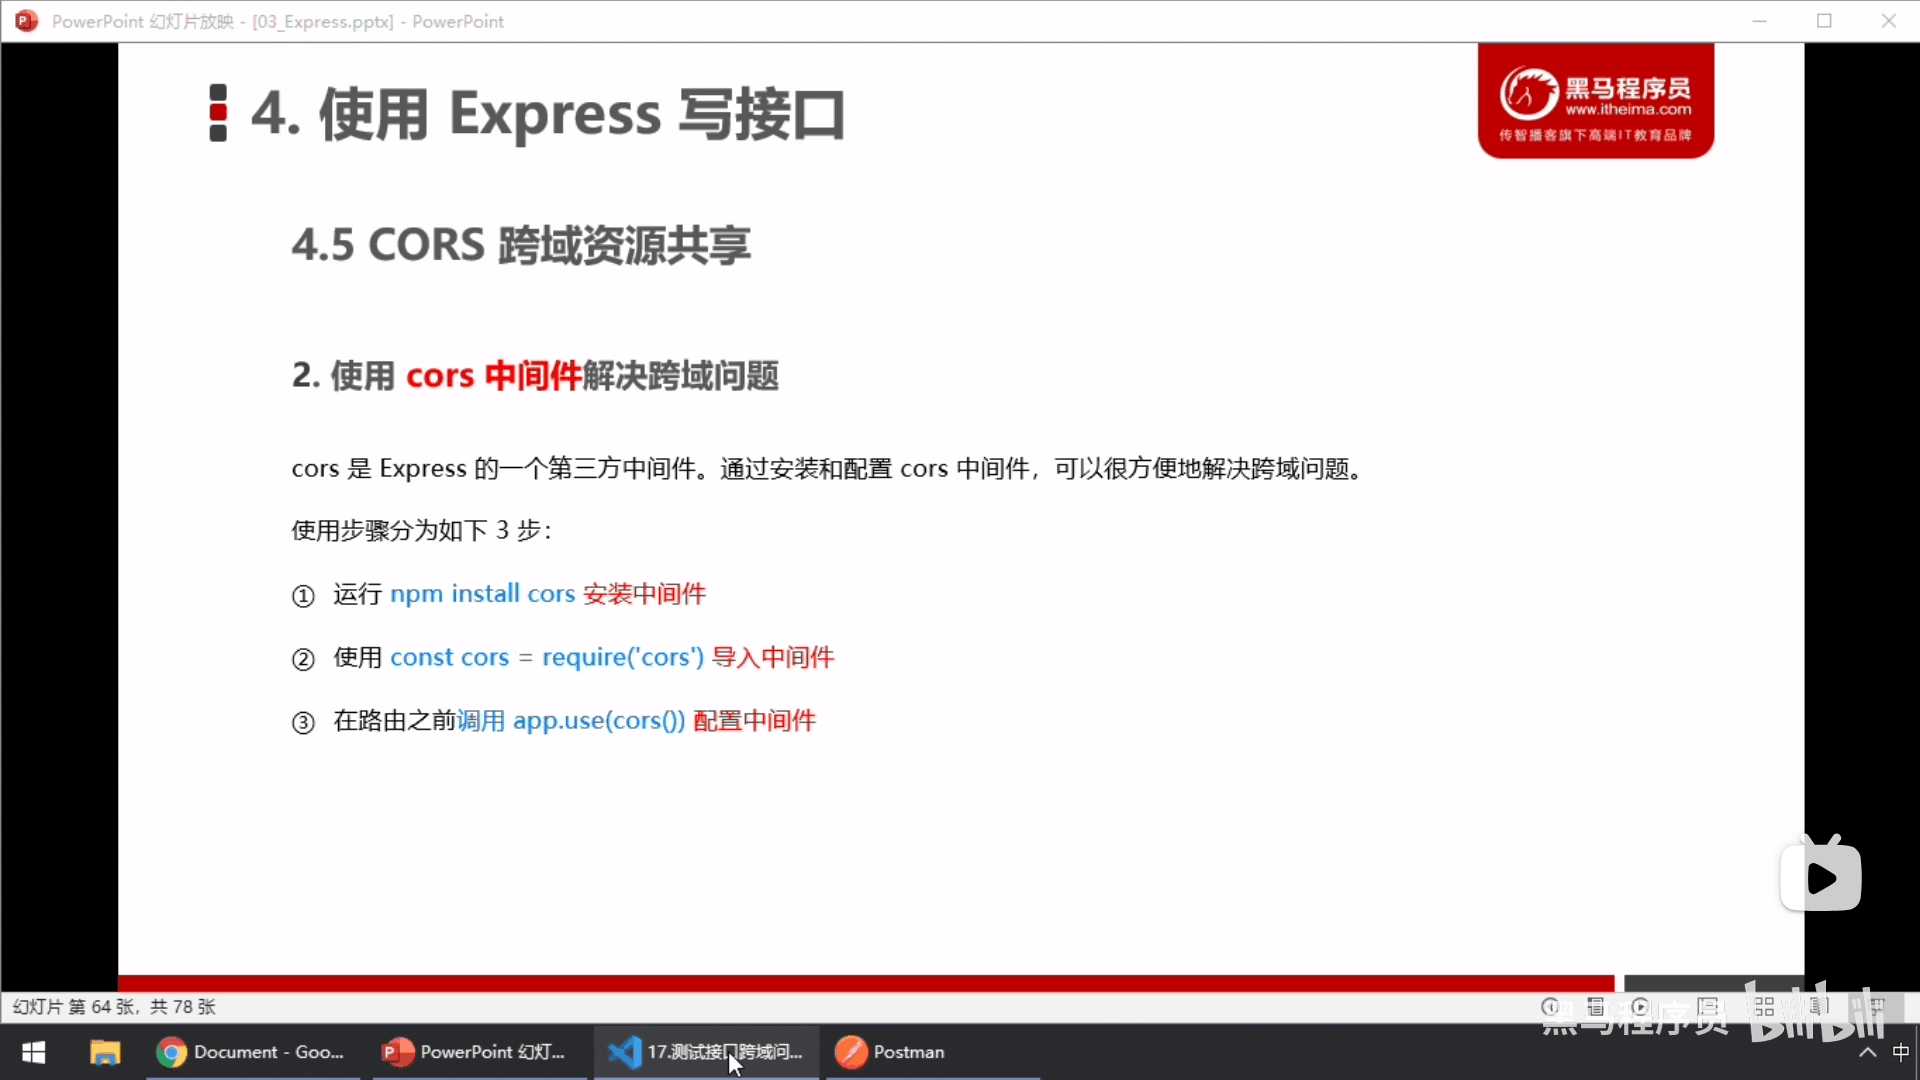 PowerPoint 幻灯片放映 - [03_Express.pptx] - PowerPoint
4. 使用 Express 写接口
黑马程序员
www.itheima.com
传智播客旗下高端IT教育品牌
4.5 CORS 跨域资源共享
2. 使用 cors 中间件解决跨域问题
cors 是 Express 的一个第三方中间件。通过安装和配置 cors 中间件，可以很方便地解决跨域问题。
使用步骤分为如下 3 步：
① 运行 npm install cors 安装中间件
② 使用 const cors = require('cors') 导入中间件
③ 在路由之前调用 app.use(cors()) 配置中间件
幻灯片 第 64 张，共 78 张
黑马程序员 bilibili
Document - Goo...
PowerPoint 幻灯...
17.测试接口跨域问...
Postman
中